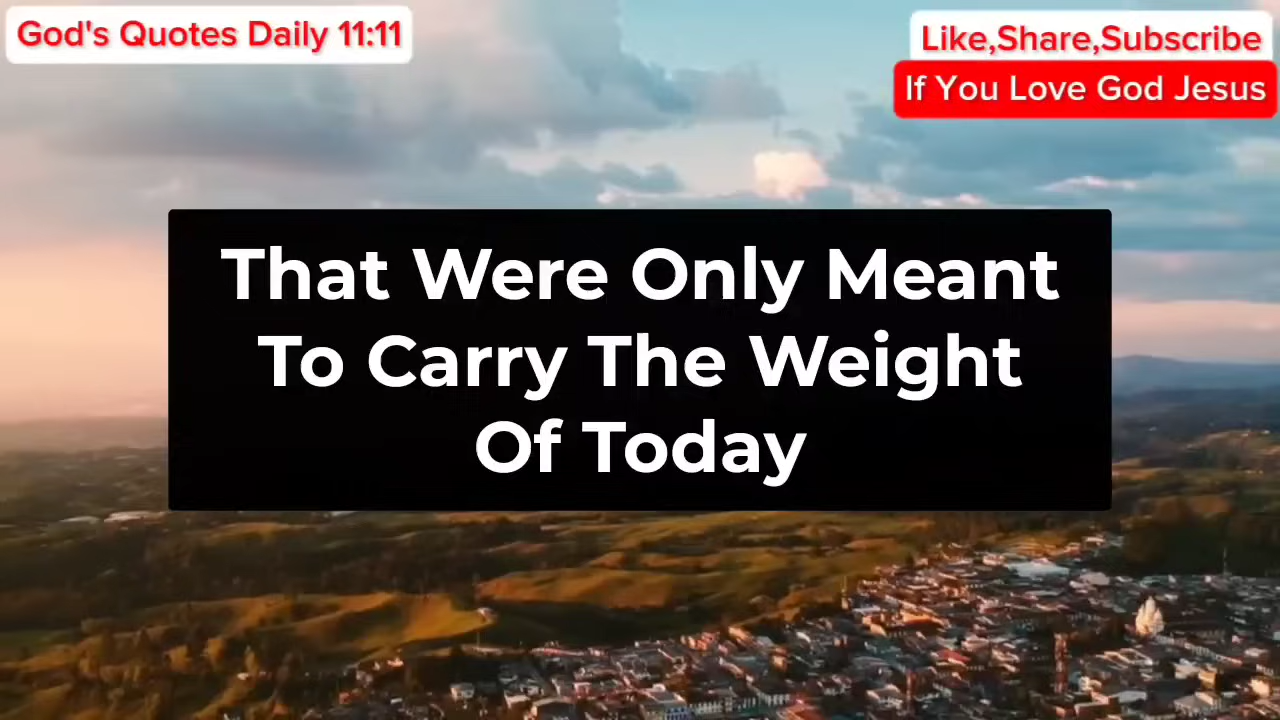 God's Quotes Daily 11:11
Like,Share,Subscribe
If You Love God Jesus
That Were Only Meant
To Carry The Weight
Of Today